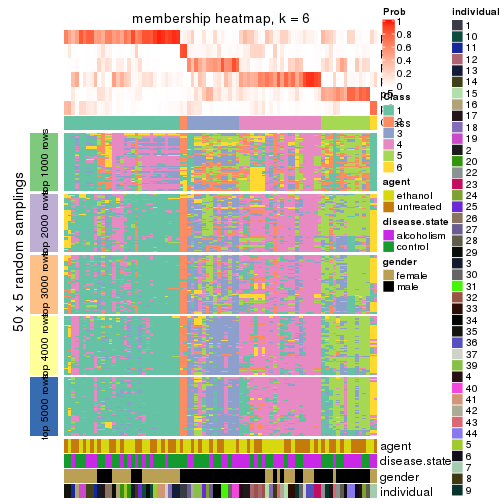 membership heatmap, k = 6
50 x 5 random samplings
top 1000 rows
top 2000 rows
top 3000 rows
top 4000 rows
top 5000 rows
agent
disease.state
gender
individual
Prob
1
0.8
0.6
0.4
0.2
0
Class
1
2
3
4
5
6
agent
ethanol
untreated
disease.state
alcoholism
control
gender
female
male
individual
1
10
11
12
13
14
15
16
17
18
19
2
20
22
23
24
25
26
27
28
29
3
30
31
32
33
34
35
36
37
39
4
40
41
42
43
44
5
6
7
8
9